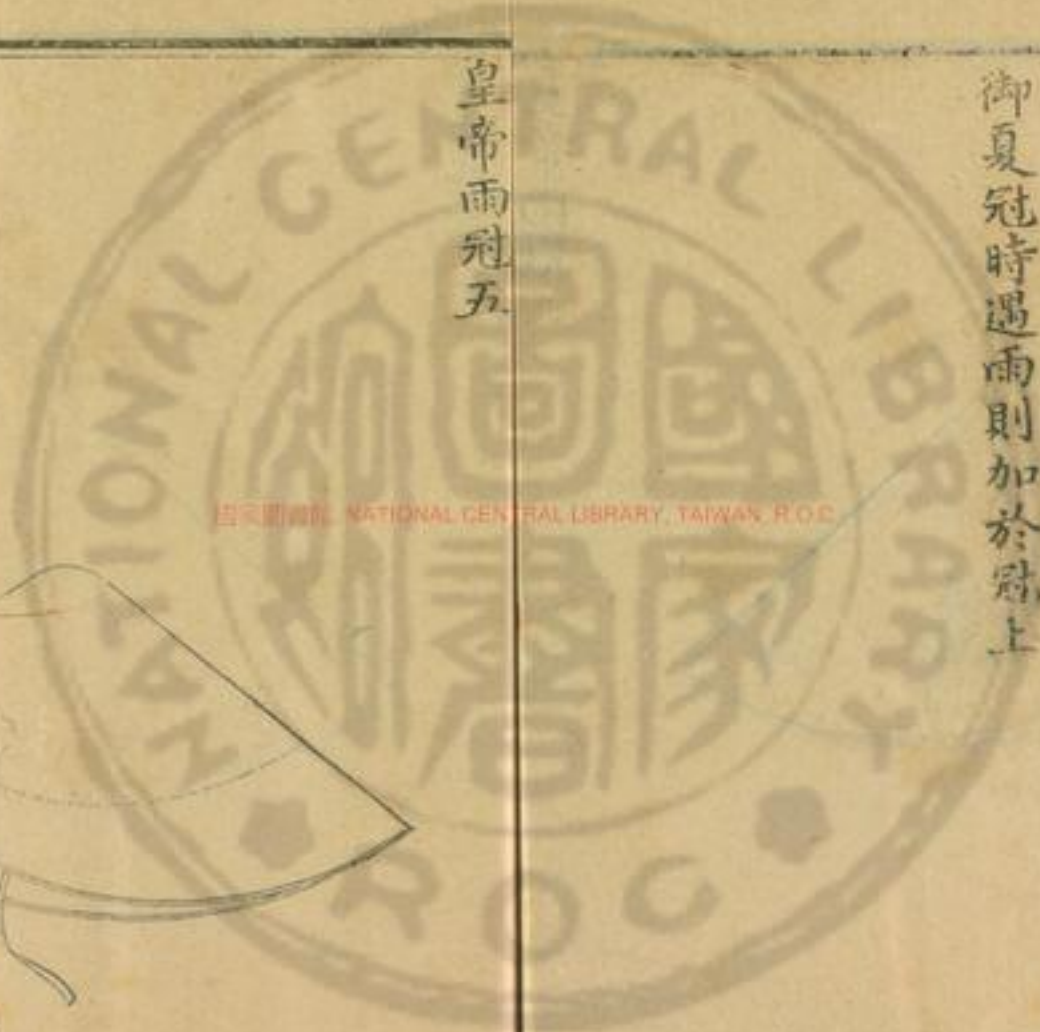 御夏冠時遇雨則加於冠上
皇帝雨冠五
國家圖書館 NATIONAL CENTRAL LIBRARY, TAIWAN, R.O.C
NATIONAL CENTRAL LIBRARY
ROC
國家圖書館